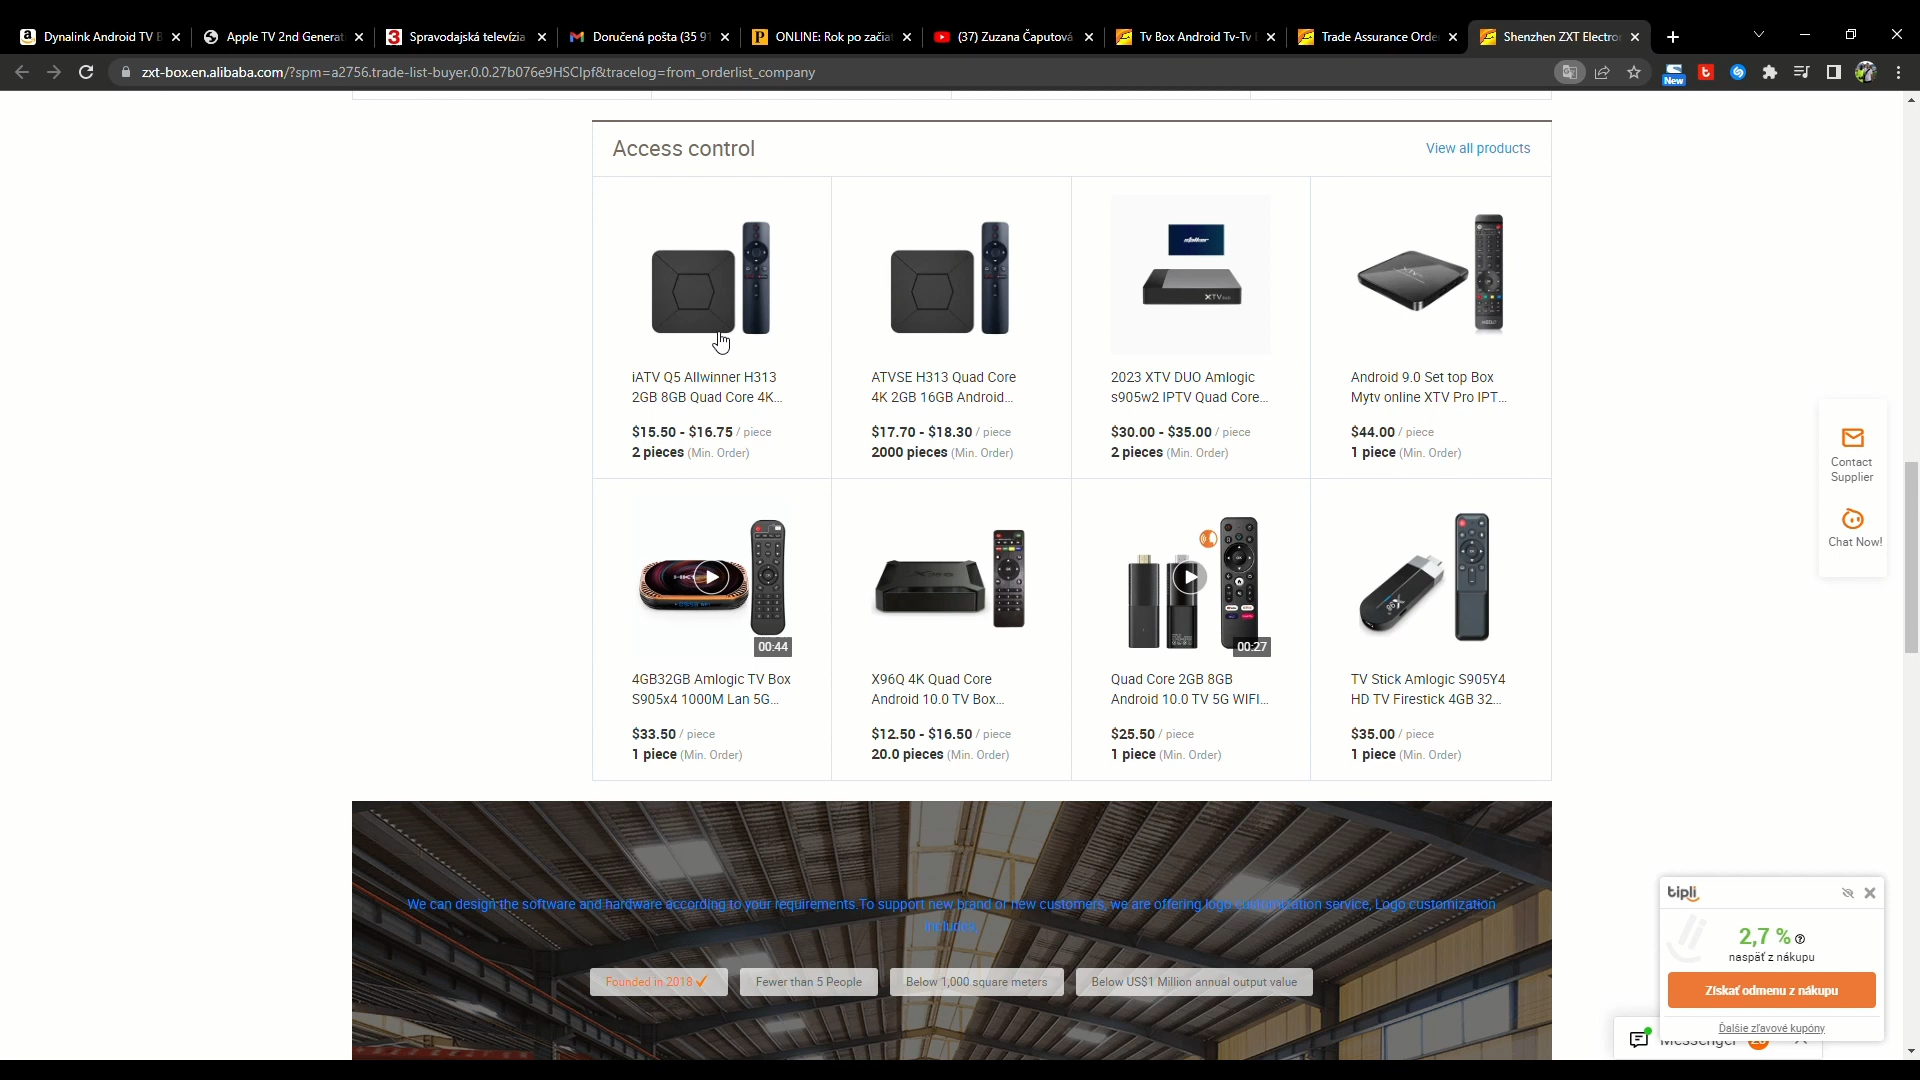 Dynalink Android TV B
Apple TV 2nd Generat
Spravodajská televízia
Doručená pošta (35 91
ONLINE: Rok po začiat
(37) Zuzana Čaputová
Tv Box Android Tv-Tv B
Trade Assurance Orde
Shenzhen ZXT Electron
zxt-box.en.alibaba.com/?spm=a2756.trade-list-buyer.0.0.27b076e9HSClpf&tracelog=from_orderlist_company
New
Access control
View all products
iATV Q5 Allwinner H313
2GB 8GB Quad Core 4K...
$15.50 - $16.75 / piece
2 pieces (Min. Order)
ATVSE H313 Quad Core
4K 2GB 16GB Android...
$17.70 - $18.30 / piece
2000 pieces (Min. Order)
2023 XTV DUO Amlogic
s905w2 IPTV Quad Core...
$30.00 - $35.00 / piece
2 pieces (Min. Order)
Android 9.0 Set top Box
Mytv online XTV Pro IPT...
$44.00 / piece
1 piece (Min. Order)
Contact
Supplier
Chat Now!
00:44
00:27
4GB32GB Amlogic TV Box
S905x4 1000M Lan 5G...
$33.50 / piece
1 piece (Min. Order)
X96Q 4K Quad Core
Android 10.0 TV Box...
$12.50 - $16.50 / piece
20.0 pieces (Min. Order)
Quad Core 2GB 8GB
Android 10.0 TV 5G WIFI...
$25.50 / piece
1 piece (Min. Order)
TV Stick Amlogic S905Y4
HD TV Firestick 4GB 32...
$35.00 / piece
1 piece (Min. Order)
We can design the software and hardware according to your requirements.To support new brand or new customers, we are offering logo customization service, Logo customization
includes,
Founded in 2018
Fewer than 5 People
Below 1,000 square meters
Below US$1 Million annual output value
tipli
2,7 %
naspäť z nákupu
Získať odmenu z nákupu
Ďalšie zľavové kupóny
Messenger